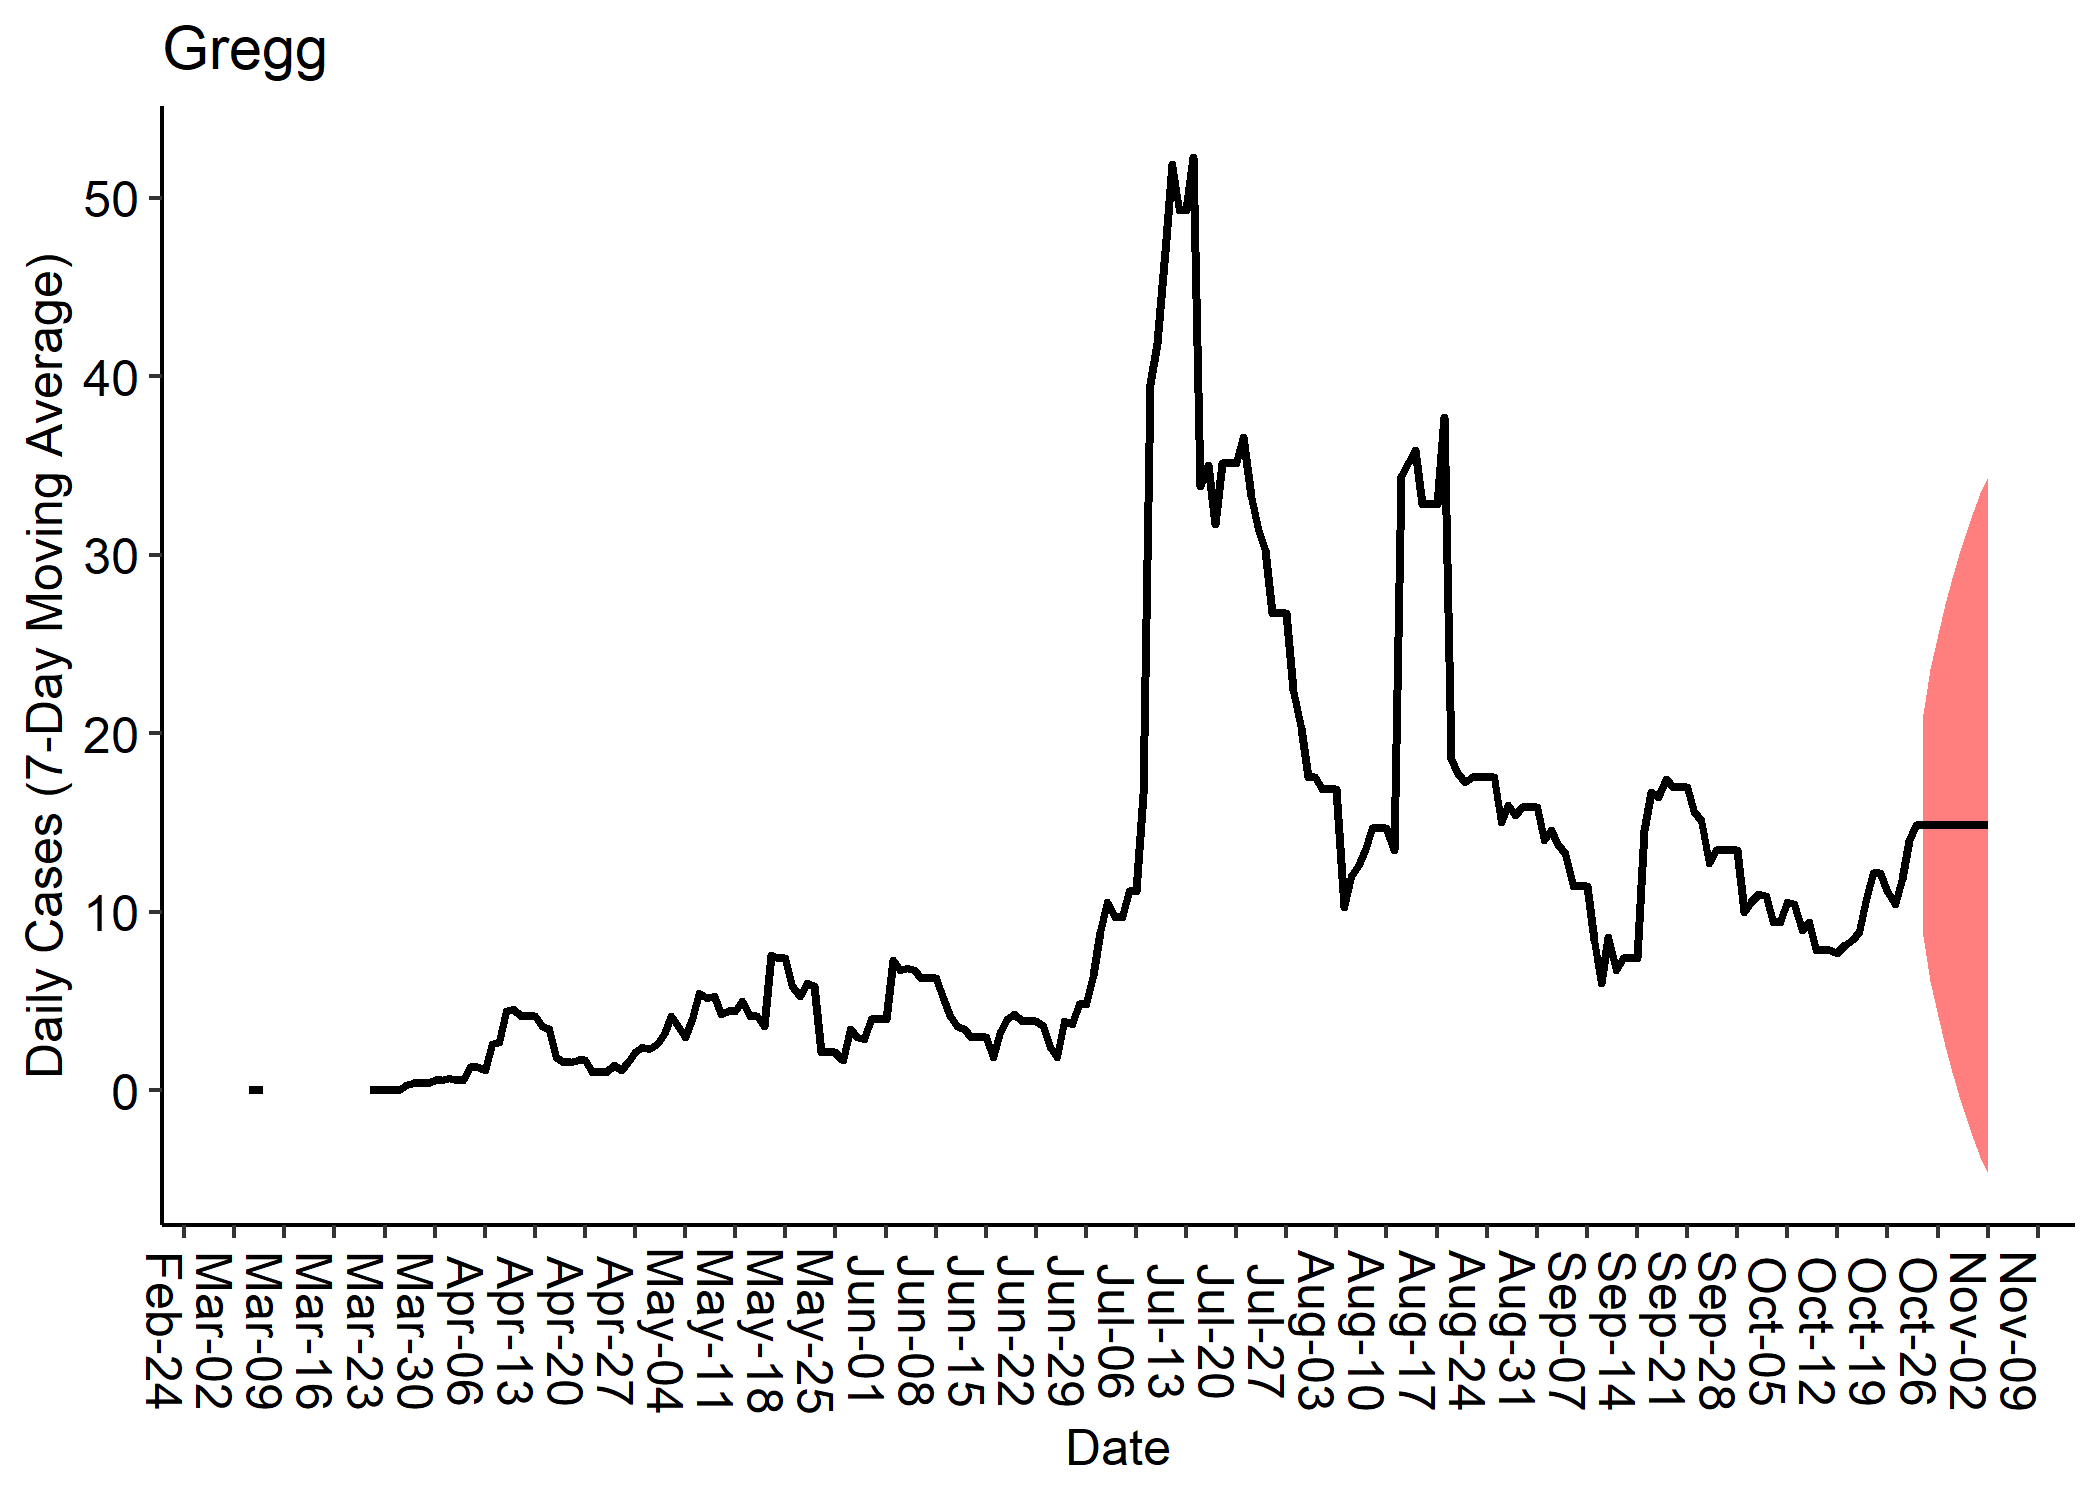 Gregg
Daily Cases (7-Day Moving Average)
50
40
30
20
10
0
Feb-24
Mar-02
Mar-09
Mar-16
Mar-23
Mar-30
Apr-06
Apr-13
Apr-20
Apr-27
May-04
May-11
May-18
May-25
Jun-01
Jun-08
Jun-15
Jun-22
Jun-29
Jul-06
Jul-13
Jul-20
Jul-27
Aug-03
Aug-10
Aug-17
Aug-24
Aug-31
Sep-07
Sep-14
Sep-21
Sep-28
Oct-05
Oct-12
Oct-19
Oct-26
Nov-02
Nov-09
Date